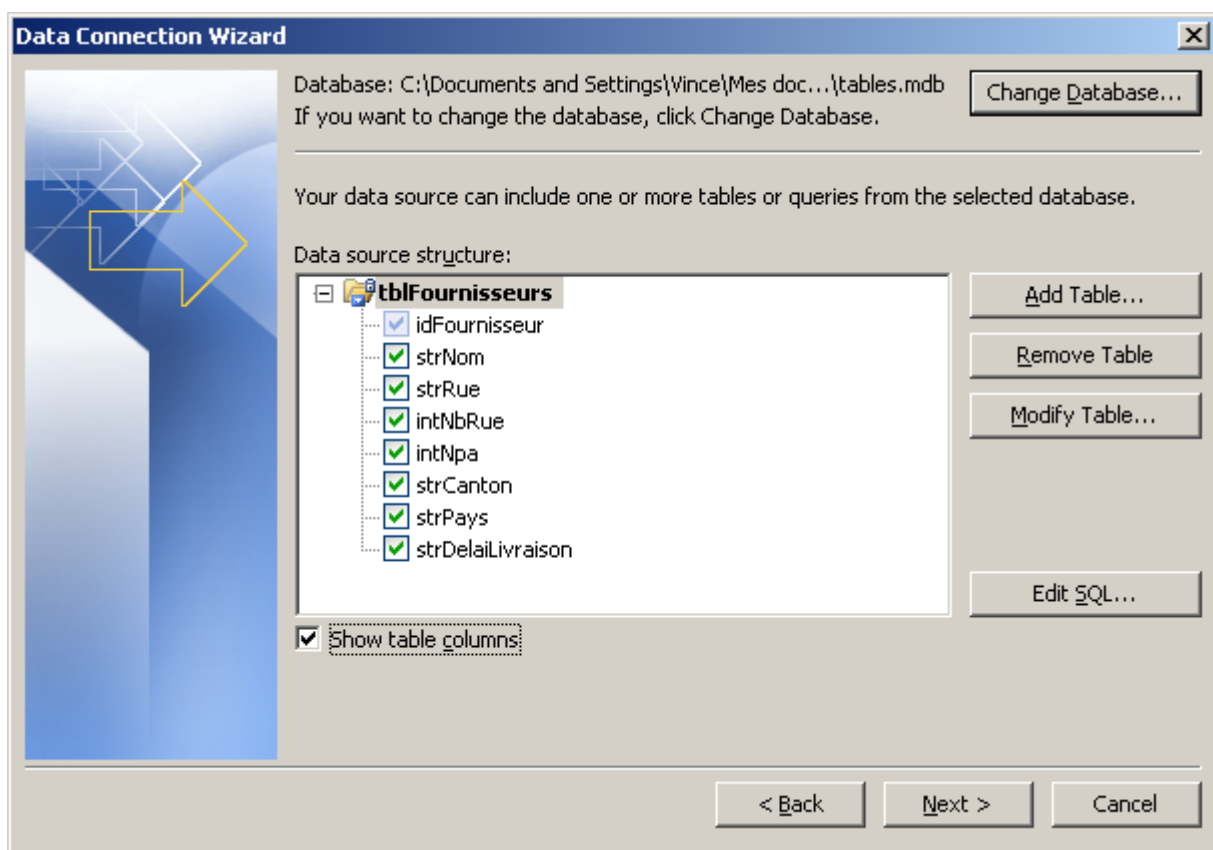 Data Connection Wizard
Database: C:\Documents and Settings\Vince\Mes doc...\tables.mdb
Change Database...
If you want to change the database, click Change Database.
Your data source can include one or more tables or queries from the selected database.
Data source structure:
tblFournisseurs
Add Table...
idFournisseur
strNom
Remove Table
strRue
intNbRue
Modify Table...
intNpa
strCanton
strPays
strDelaiLivraison
Edit SQL...
Show table columns
< Back
Next >
Cancel